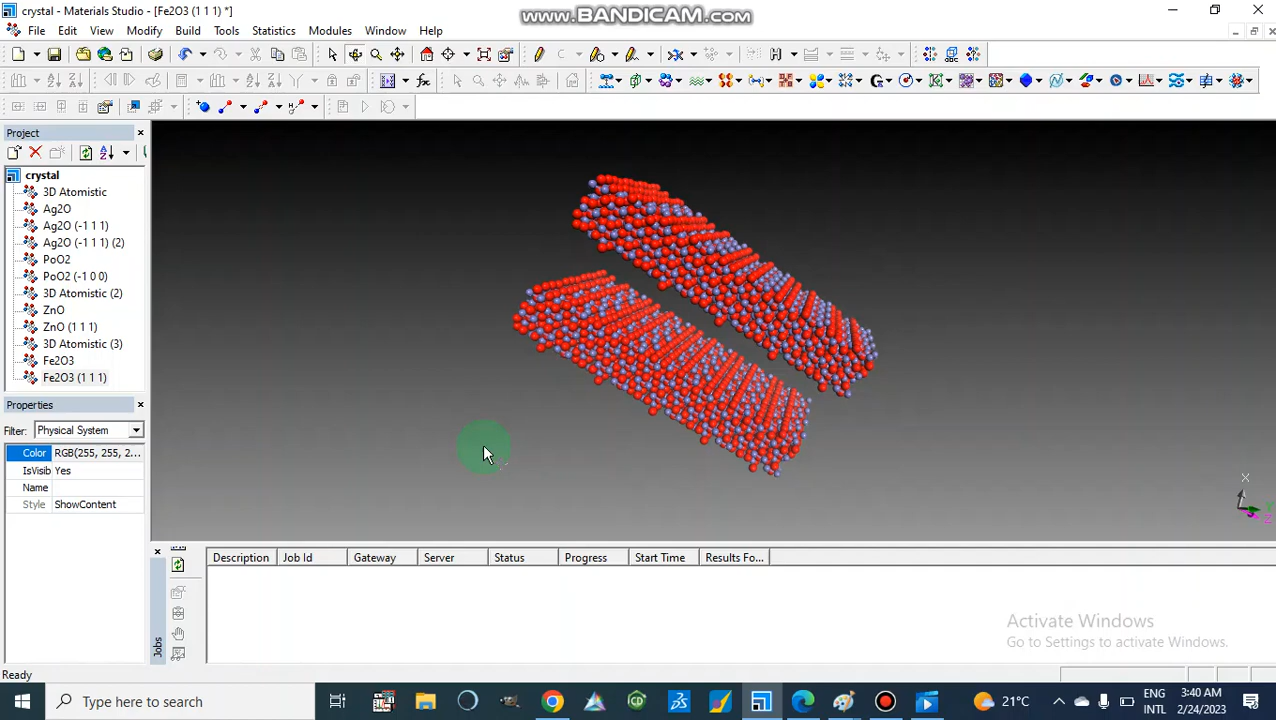 crystal - Materials Studio - [Fe2O3 (1 1 1) *]
www.BANDICAM.com
File Edit View Modify Build Tools Statistics Modules Window Help
Project
crystal
3D Atomistic
Ag2O
Ag2O (-1 1 1)
Ag2O (-1 1 1) (2)
PoO2
PoO2 (-1 0 0)
3D Atomistic (2)
ZnO
ZnO (1 1 1)
3D Atomistic (3)
Fe2O3
Fe2O3 (1 1 1)
Properties
Filter: Physical System
Color RGB(255, 255, 2...
IsVisib Yes
Name
Style ShowContent
X
Y
Z
Description Job Id Gateway Server Status Progress Start Time Results Fo...
Jobs
Activate Windows
Go to Settings to activate Windows.
Ready
Type here to search
21°C
ENG
INTL
3:40 AM
2/24/2023